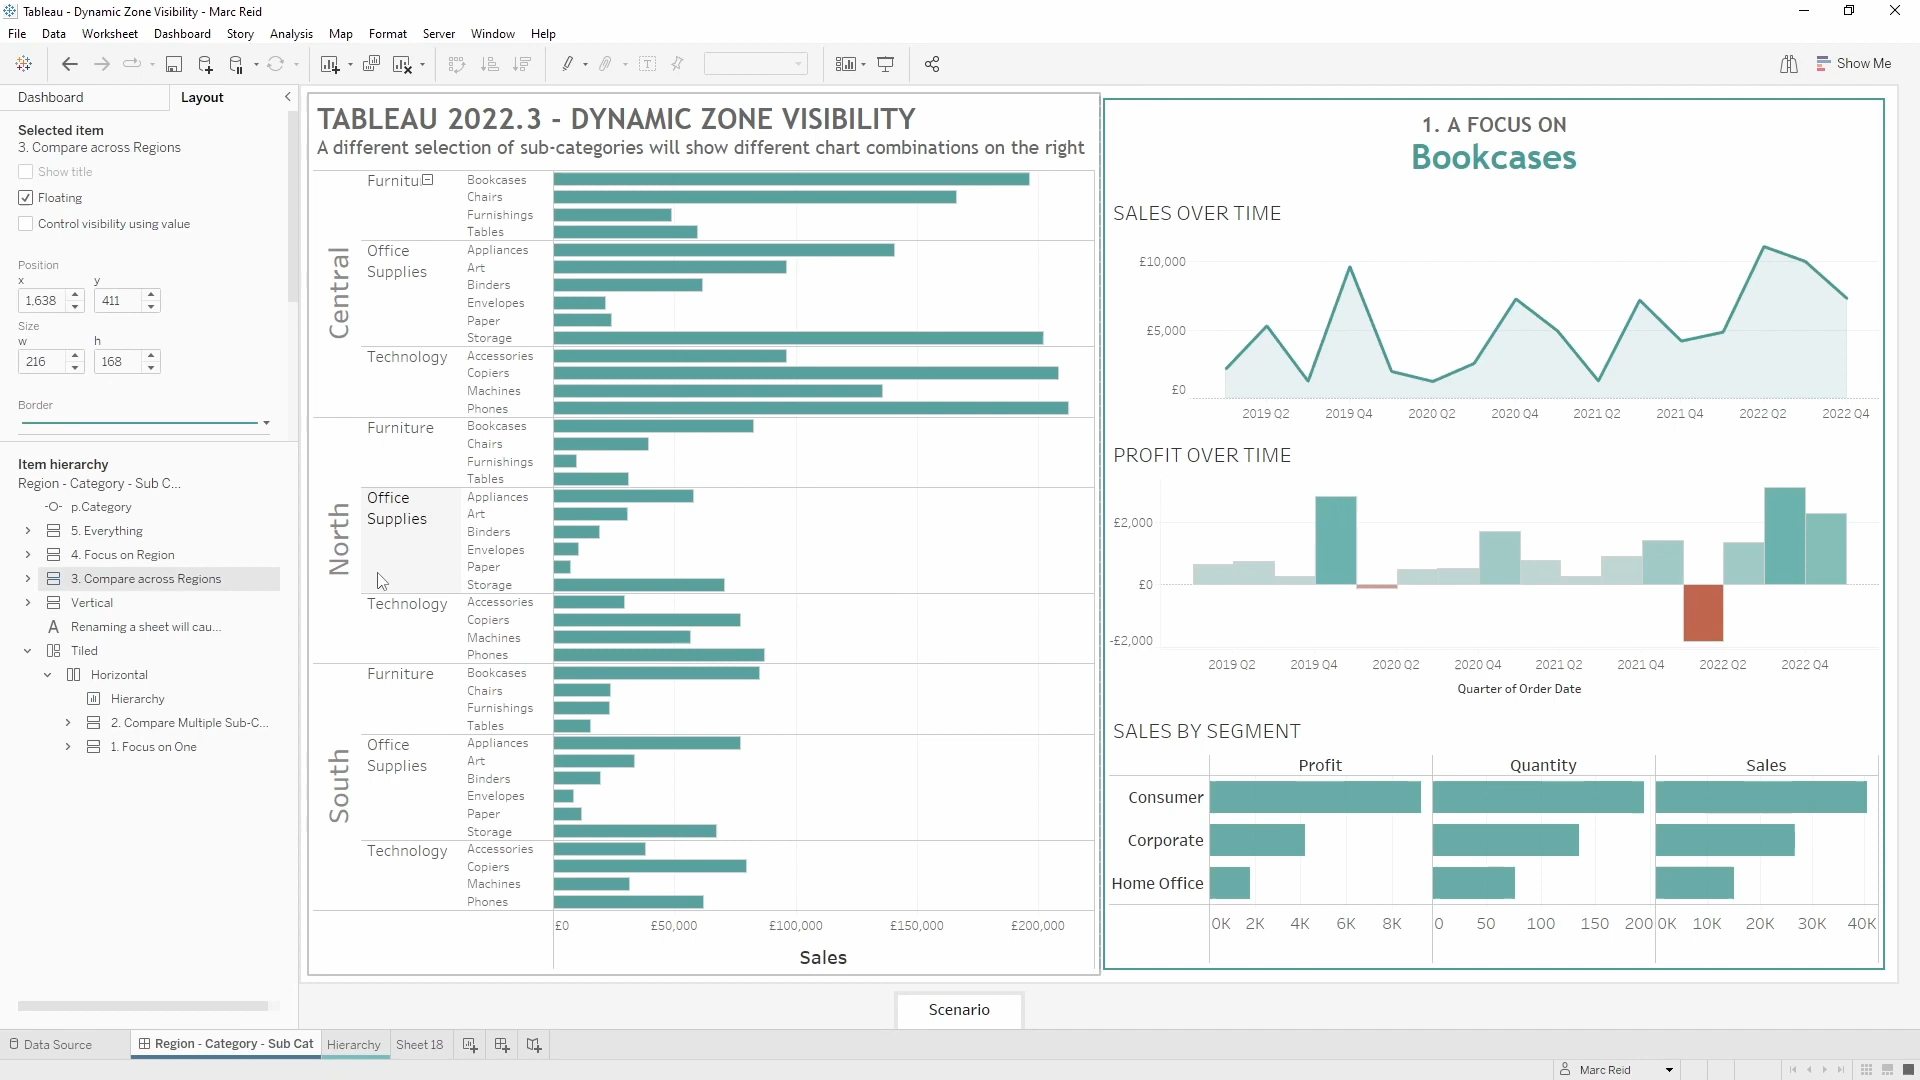 Tableau - Dynamic Zone Visibility - Marc Reid
File Data Worksheet Dashboard Story Analysis Map Format Server Window Help
Show Me
Dashboard Layout
Selected item
3. Compare across Regions
Show title
Floating
Control visibility using value
Position
x y
1,638 411
Size
w h
216 168
Border
Item hierarchy
Region - Category - Sub C...
p.Category
5. Everything
4. Focus on Region
3. Compare across Regions
Vertical
A Renaming a sheet will cau...
Tiled
Horizontal
Hierarchy
2. Compare Multiple Sub-C...
1. Focus on One
TABLEAU 2022.3 - DYNAMIC ZONE VISIBILITY
A different selection of sub-categories will show different chart combinations on the right
Central
Furnitu
Bookcases
Chairs
Furnishings
Tables
Office
Supplies
Appliances
Art
Binders
Envelopes
Paper
Storage
Technology
Accessories
Copiers
Machines
Phones
North
Furniture
Bookcases
Chairs
Furnishings
Tables
Office
Supplies
Appliances
Art
Binders
Envelopes
Paper
Storage
Technology
Accessories
Copiers
Machines
Phones
South
Furniture
Bookcases
Chairs
Furnishings
Tables
Office
Supplies
Appliances
Art
Binders
Envelopes
Paper
Storage
Technology
Accessories
Copiers
Machines
Phones
£0 £50,000 £100,000 £150,000 £200,000
Sales
1. A FOCUS ON
Bookcases
SALES OVER TIME
£10,000
£5,000
£0
2019 Q2 2019 Q4 2020 Q2 2020 Q4 2021 Q2 2021 Q4 2022 Q2 2022 Q4
PROFIT OVER TIME
£2,000
£0
-£2,000
2019 Q2 2019 Q4 2020 Q2 2020 Q4 2021 Q2 2021 Q4 2022 Q2 2022 Q4
Quarter of Order Date
SALES BY SEGMENT
Profit Quantity Sales
Consumer
Corporate
Home Office
0K 2K 4K 6K 8K 0 50 100 150 200 0K 10K 20K 30K 40K
Scenario
Data Source Region - Category - Sub Cat Hierarchy Sheet 18
Marc Reid